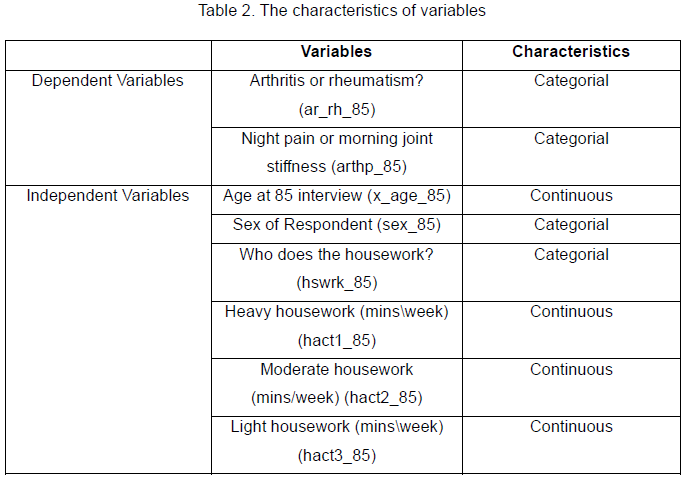 Table 2. The characteristics of variables
Variables Characteristics
Dependent Variables Arthritis or rheumatism? Categorial
(ar_rh_85)
Night pain or morning joint Categorial
stiffness (arthp_85)
Independent Variables Age at 85 interview (x_age_85) Continuous
Sex of Respondent (sex_85) Categorial
Who does the housework? Categorial
(hswrk_85)
Heavy housework (mins\week) Continuous
(hact1_85)
Moderate housework Continuous
(mins/week) (hact2_85)
Light housework (mins\week) Continuous
(hact3_85)